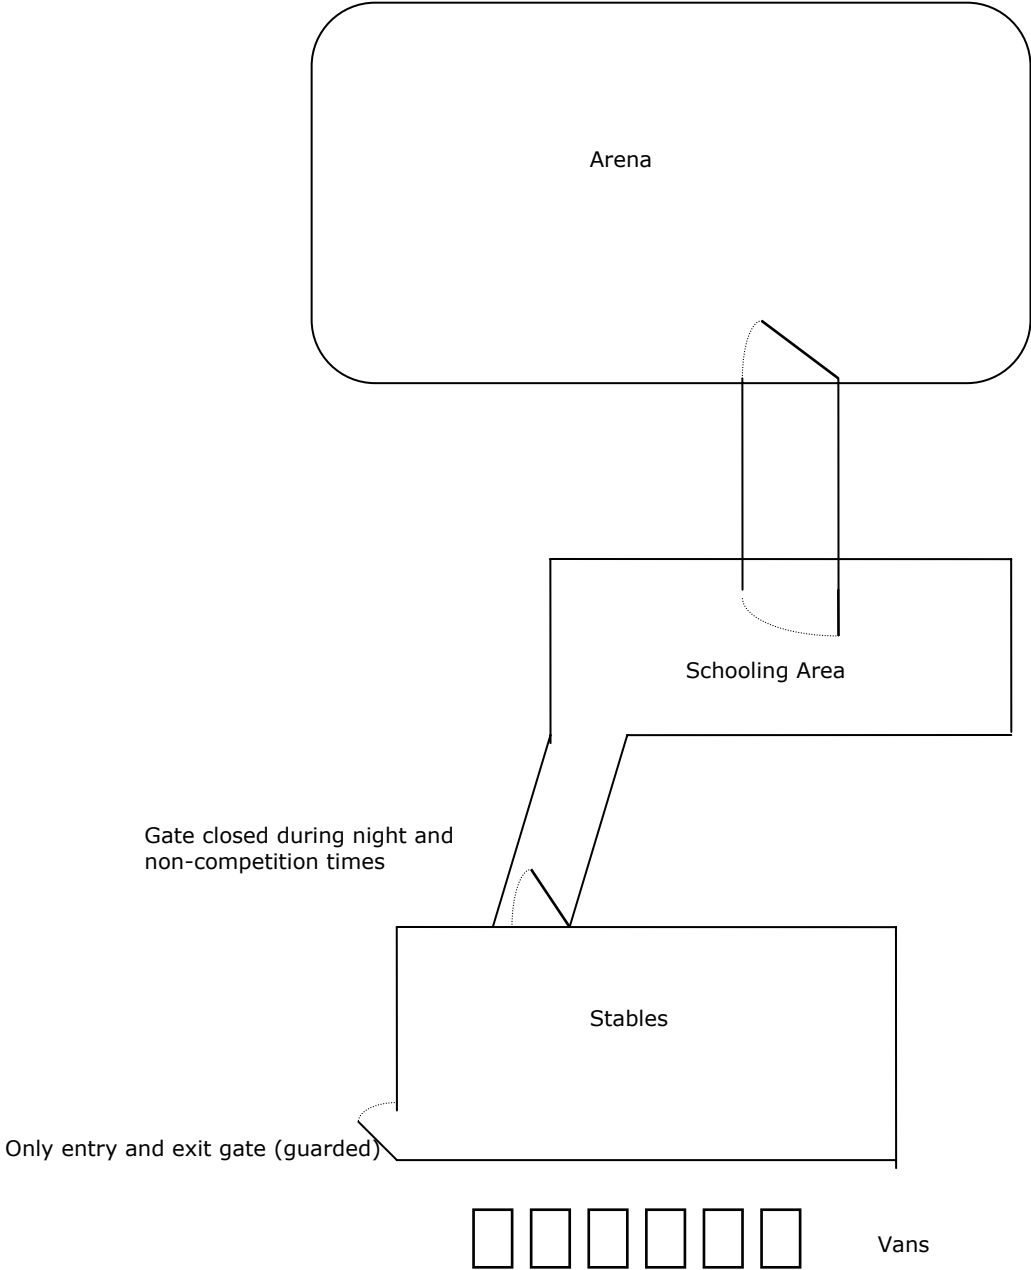 Arena
Schooling Area
Gate closed during night and
non-competition times
Stables
Only entry and exit gate (guarded)
Vans